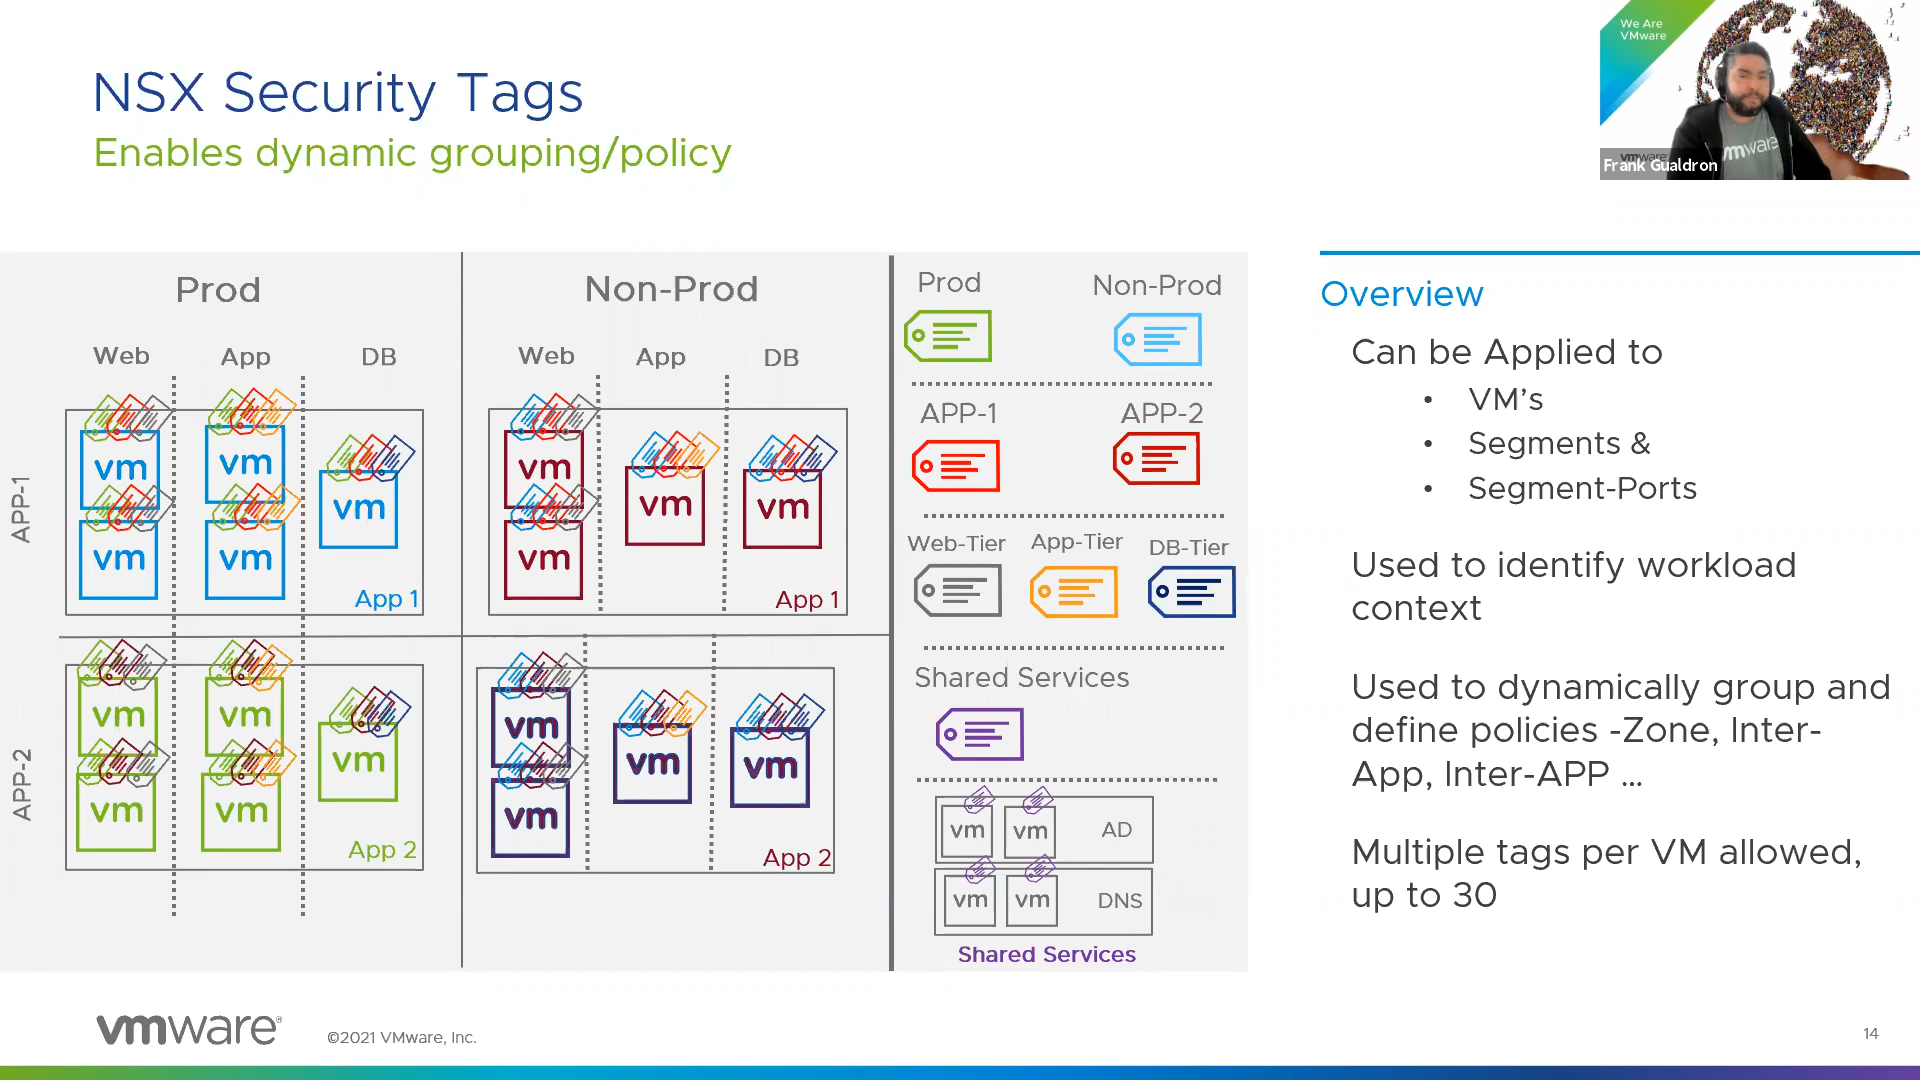 NSX Security Tags
Enables dynamic grouping/policy
We Are
VMware
vmware
vmware
Frank Gualdron
Prod
Non-Prod
Web
App
DB
Web
App
DB
APP-1
vm
vm
vm
vm
vm
App 1
vm
vm
vm
vm
App 1
APP-2
vm
vm
vm
vm
vm
App 2
vm
vm
vm
vm
App 2
Prod
Non-Prod
APP-1
APP-2
Web-Tier
App-Tier
DB-Tier
Shared Services
vm
vm
AD
vm
vm
DNS
Shared Services
Overview
Can be Applied to
• VM's
• Segments &
• Segment-Ports
Used to identify workload
context
Used to dynamically group and
define policies -Zone, Inter-
App, Inter-APP ...
Multiple tags per VM allowed,
up to 30
vmware®
©2021 VMware, Inc.
14